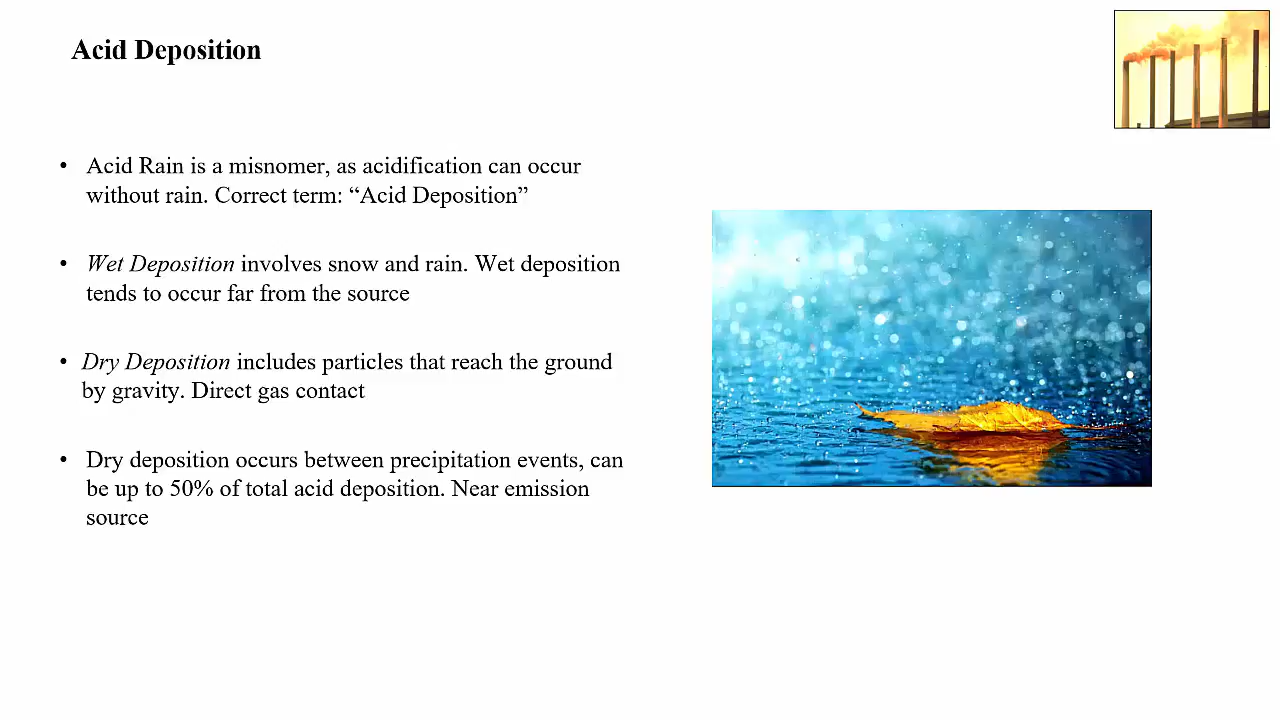 Acid Deposition
• Acid Rain is a misnomer, as acidification can occur
without rain. Correct term: “Acid Deposition”
• Wet Deposition involves snow and rain. Wet deposition
tends to occur far from the source
• Dry Deposition includes particles that reach the ground
by gravity. Direct gas contact
• Dry deposition occurs between precipitation events, can
be up to 50% of total acid deposition. Near emission
source